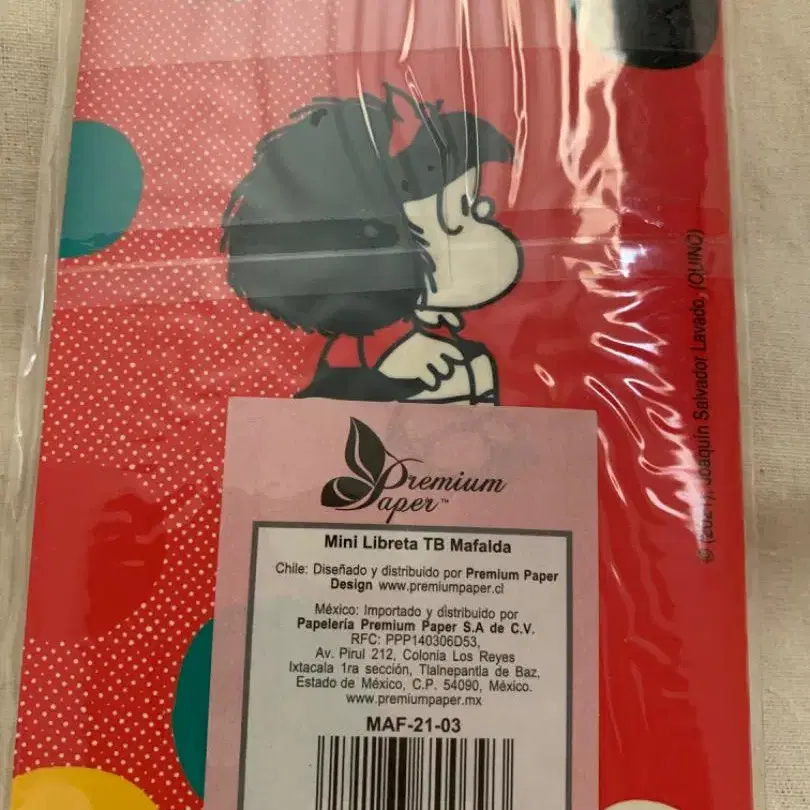 © (2021), Joaquín Salvador Lavado, (QUINO)
Premium
Paper™
Mini Libreta TB Mafalda
Chile: Diseñado y distribuido por Premium Paper
Design www.premiumpaper.cl
México: Importado y distribuido por
Papelería Premium Paper S.A de C.V.
RFC: PPP140306D53,
Av. Pirul 212, Colonia Los Reyes
Ixtacala 1ra sección, Tlalnepantla de Baz,
Estado de México, C.P. 54090, México.
www.premiumpaper.mx
MAF-21-03